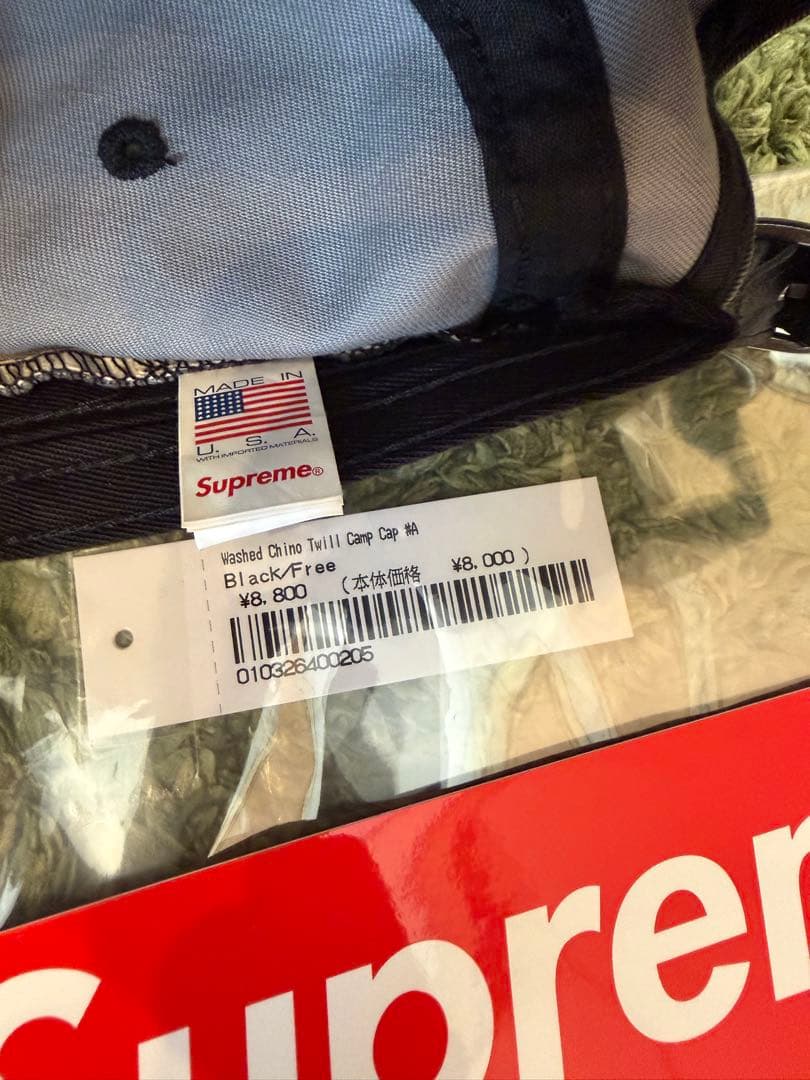 MADE IN
U. S. A.
WITH IMPORTED MATERIALS
Supreme®
Washed Chino Twill Camp Cap #A
Black/Free
¥8,800 (本体価格 ¥8,000 )
010326400205
Suprem